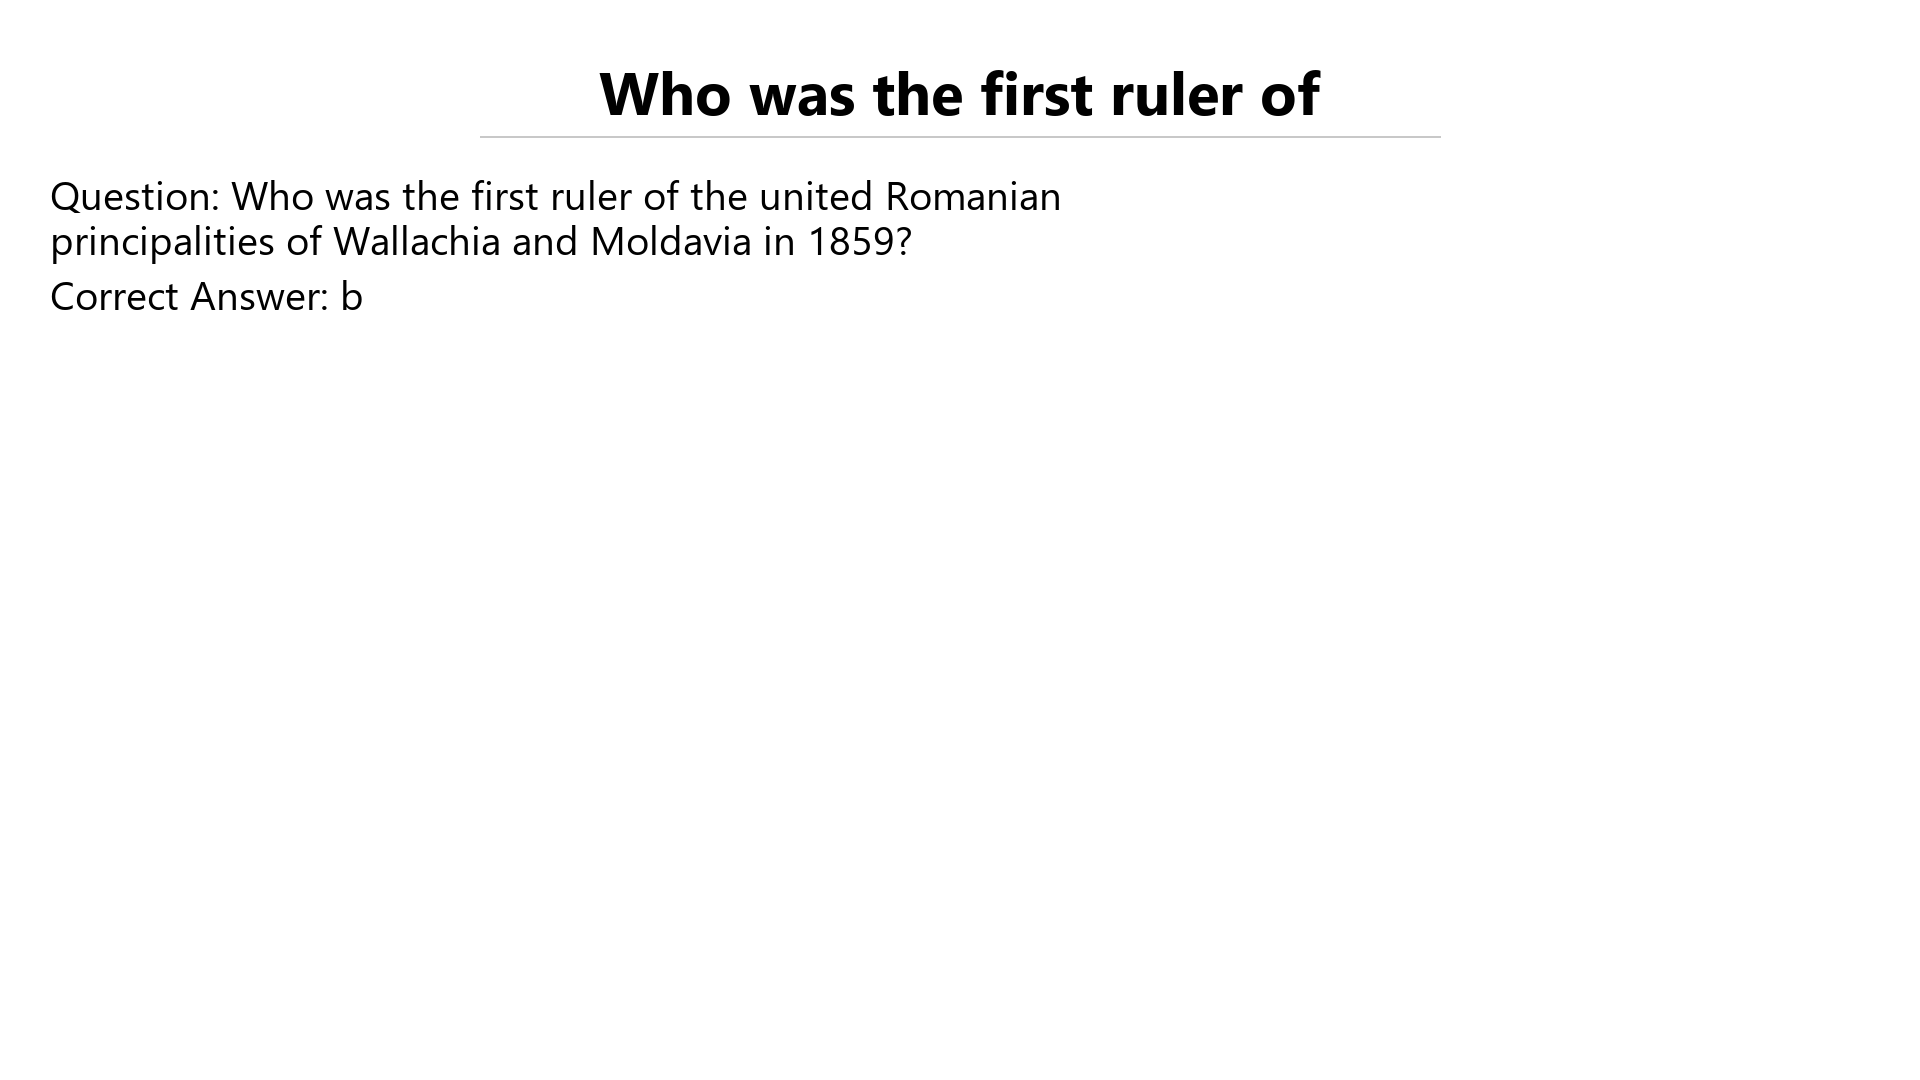 Who was the first ruler of
Question: Who was the first ruler of the united Romanian
principalities of Wallachia and Moldavia in 1859?
Correct Answer: b